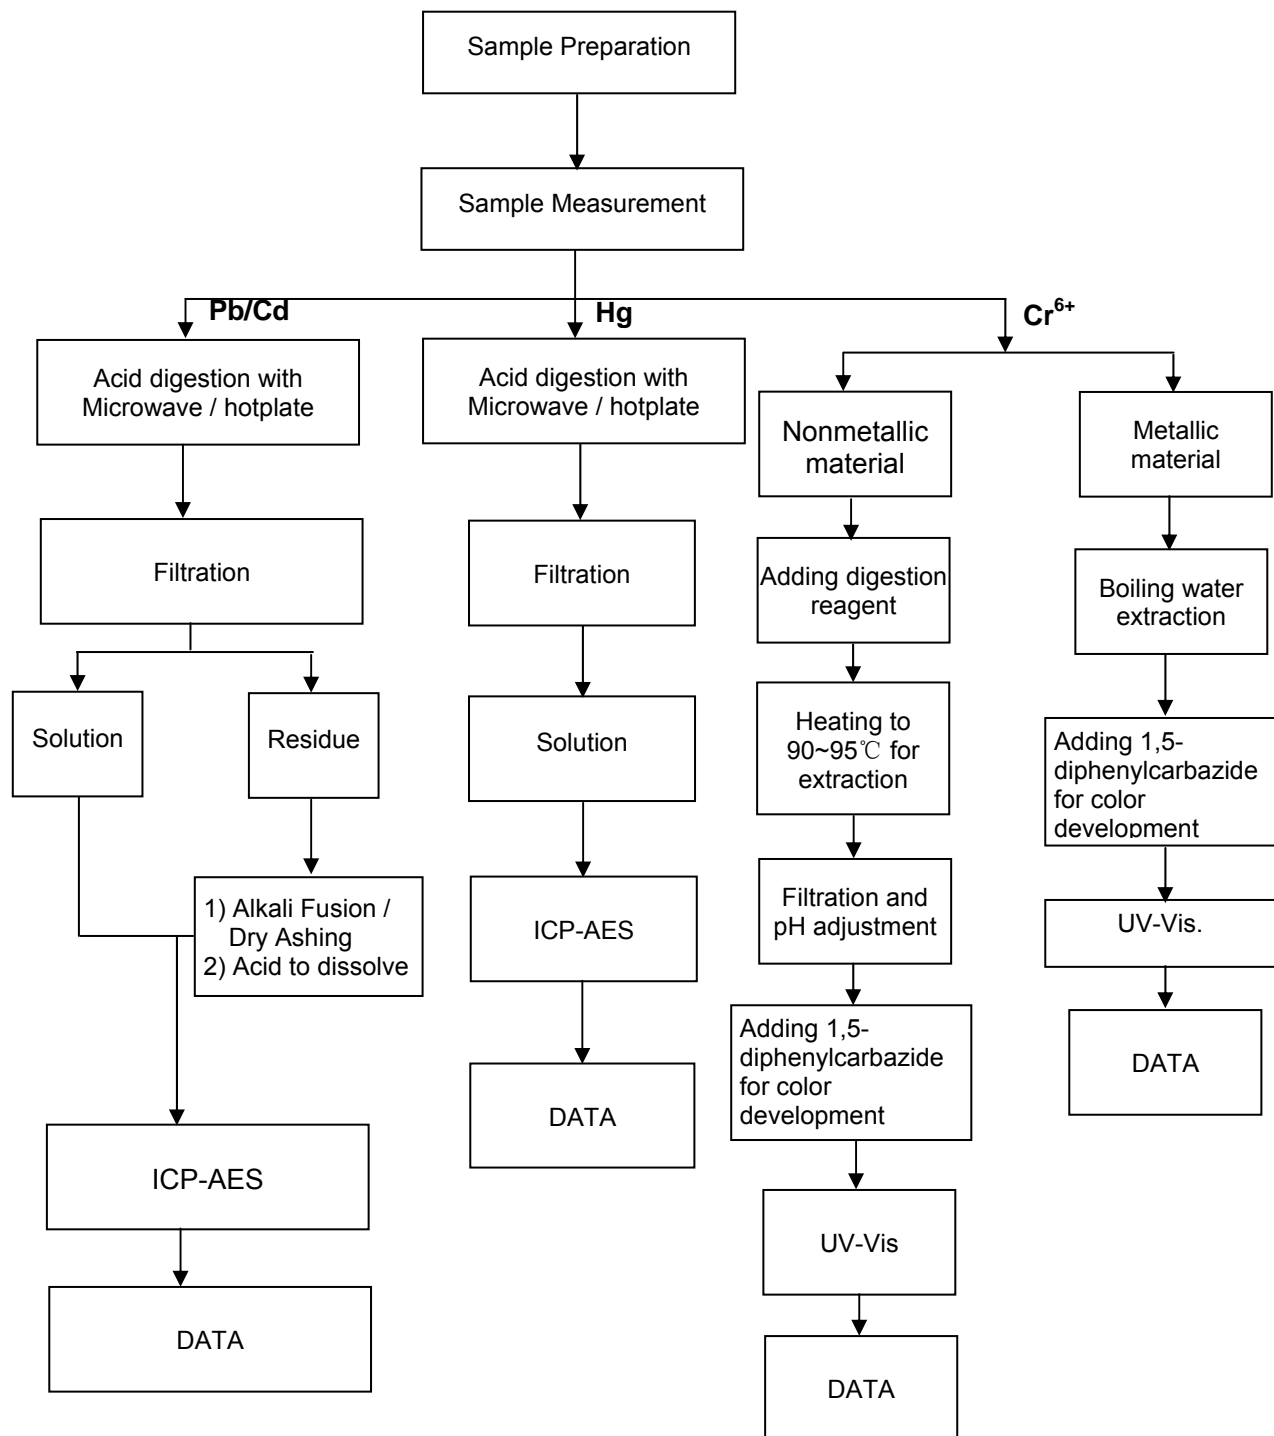 Sample Preparation
Sample Measurement
Pb/Cd
Hg
Cr⁶⁺
Acid digestion with
Microwave / hotplate
Filtration
Solution
Residue
1) Alkali Fusion /
Dry Ashing
2) Acid to dissolve
ICP-AES
DATA
Acid digestion with
Microwave / hotplate
Filtration
Solution
ICP-AES
DATA
Nonmetallic
material
Adding digestion
reagent
Heating to
90~95℃ for
extraction
Filtration and
pH adjustment
Adding 1,5-
diphenylcarbazide
for color
development
UV-Vis
DATA
Metallic
material
Boiling water
extraction
Adding 1,5-
diphenylcarbazide
for color
development
UV-Vis.
DATA